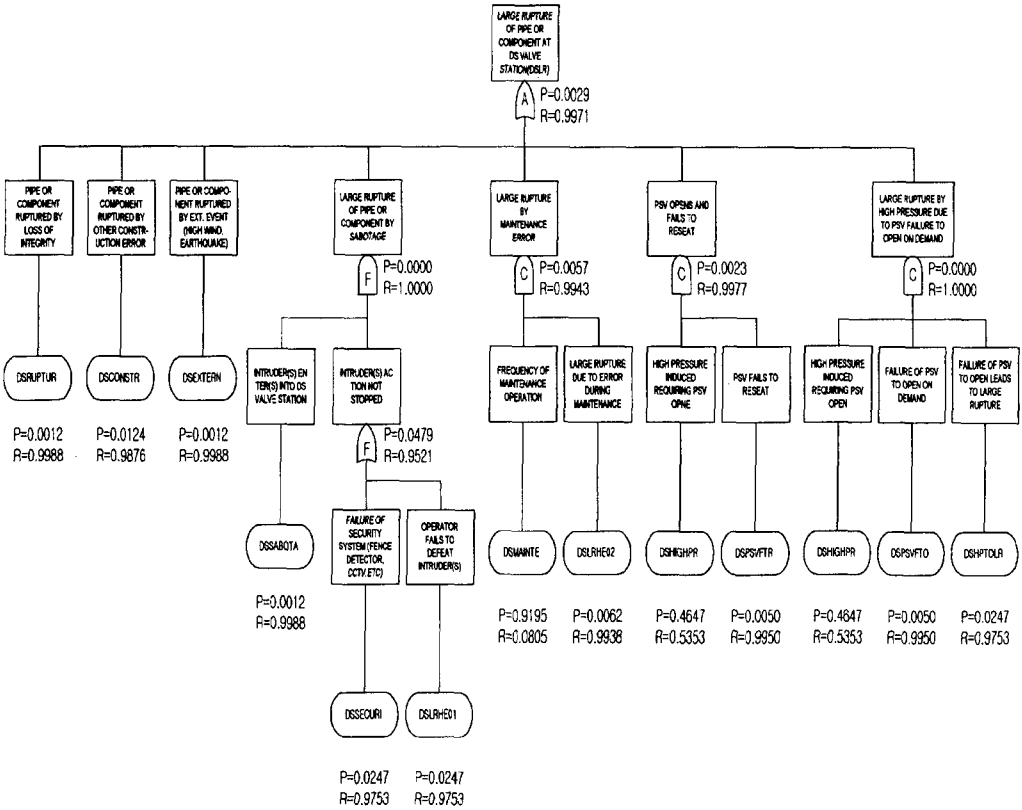 LARGE RUPTURE
OF PIPE OR
COMPONENT AT
DS VALVE
STATION(DSLR)
A
P=0.0029
R=0.9971
PIPE OR
COMPONENT
RUPTURED BY
LOSS OF
INTEGRITY
PIPE OR
COMPONENT
RUPTURED BY
OTHER CONSTR-
RUCTION ERROR
PIPE OR COMPO-
NENT RUPTURED
BY EXT. EVENT
(HIGH WIND,
EARTHQUAKE)
LARGE RUPTURE
OF PIPE OR
COMPONENT BY
SABOTAGE
LARGE RUPTURE
BY
MAINTENANCE
ERROR
PSV OPENS AND
FAILS TO
RESEAT
LARGE RUPTURE BY
HIGH PRESSURE DUE
TO PSV FAILURE TO
OPEN ON DEMAND
F
P=0.0000
R=1.0000
C
P=0.0057
R=0.9943
C
P=0.0023
R=0.9977
C
P=0.0000
R=1.0000
DSRUPTUR
DSCONSTR
DSEXTERN
P=0.0012
R=0.9988
P=0.0124
R=0.9876
P=0.0012
R=0.9988
INTRUDER(S) EN
TER(S) INTO DS
VALVE STATION
INTRUDER(S) AC
TION NOT
STOPPED
FREQUENCY OF
MAINTENANCE
OPERATION
LARGE RUPTURE
DUE TO ERROR
DURING
MAINTENANCE
HIGH PRESSURE
INDUCED
REQUIRING PSV
OPNE
PSV FAILS TO
RESEAT
HIGH PRESSURE
INDUCED
REQUIRING PSV
OPEN
FAILURE OF PSV
TO OPEN ON
DEMAND
FAILURE OF PSV
TO OPEN LEADS
TO LARGE
RUPTURE
F
P=0.0479
R=0.9521
DSSABOTA
P=0.0012
R=0.9988
FAILURE OF
SECURITY
SYSTEM (FENCE
DETECTOR,
CCTV.ETC)
OPERATOR
FAILS TO
DEFEAT
INTRUDER(S)
DSMAINTE
DSLRHE02
DSHIGHPR
DSPSVFTR
DSHIGHPR
DSPSVFTO
DSHPTOLR
P=0.9195
R=0.0805
P=0.0062
R=0.9938
P=0.4647
R=0.5353
P=0.0050
R=0.9950
P=0.4647
R=0.5353
P=0.0050
R=0.9950
P=0.0247
R=0.9753
DSSECURI
DSLRHE01
P=0.0247
R=0.9753
P=0.0247
R=0.9753